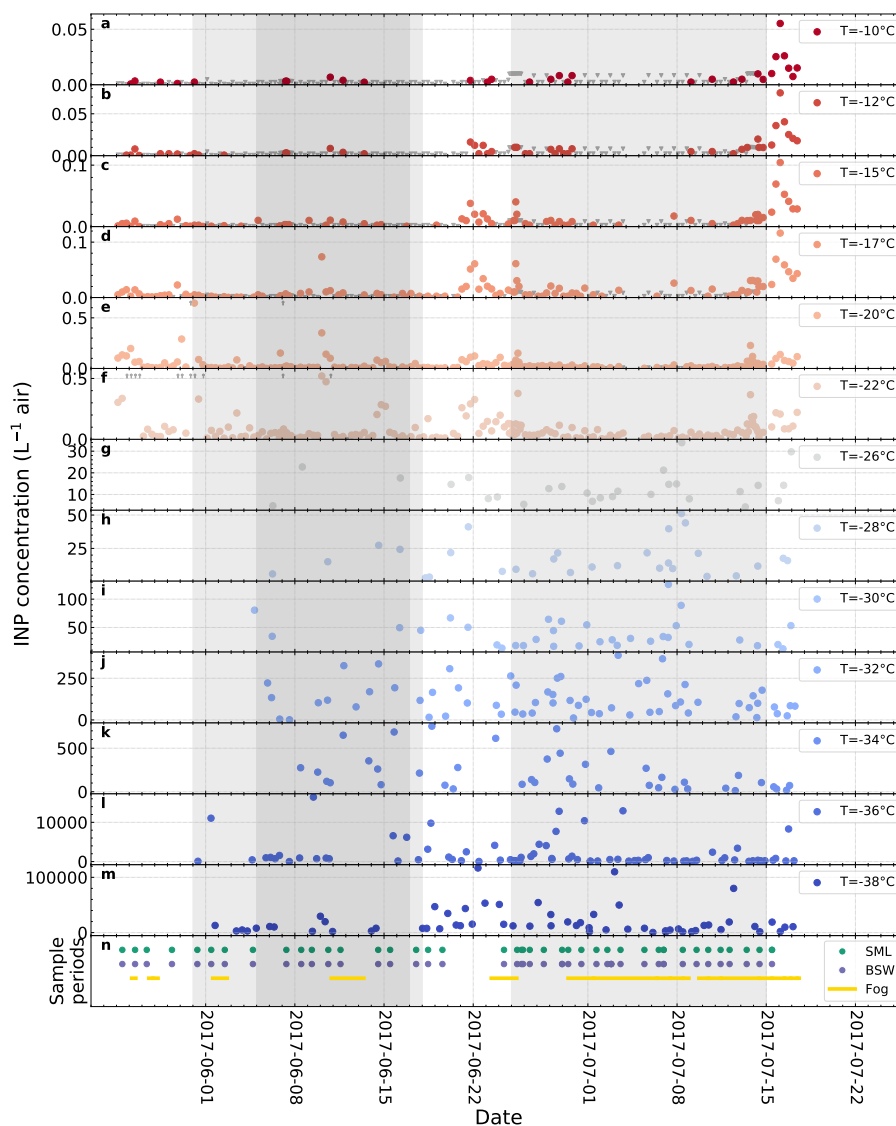 a
0.05
0.00
T=-10°C
b
0.05
0.00
T=-12°C
c
0.1
0.0
T=-15°C
d
0.1
0.0
T=-17°C
e
0.5
0.0
T=-20°C
f
0.5
0.0
T=-22°C
g
30
20
10
T=-26°C
h
50
25
T=-28°C
i
100
50
T=-30°C
j
250
0
T=-32°C
k
500
0
T=-34°C
l
10000
0
T=-36°C
m
100000
0
T=-38°C
n
Sample
periods
SML
BSW
Fog
INP concentration (L⁻¹ air)
2017-06-01
2017-06-08
2017-06-15
2017-06-22
2017-07-01
2017-07-08
2017-07-15
2017-07-22
Date